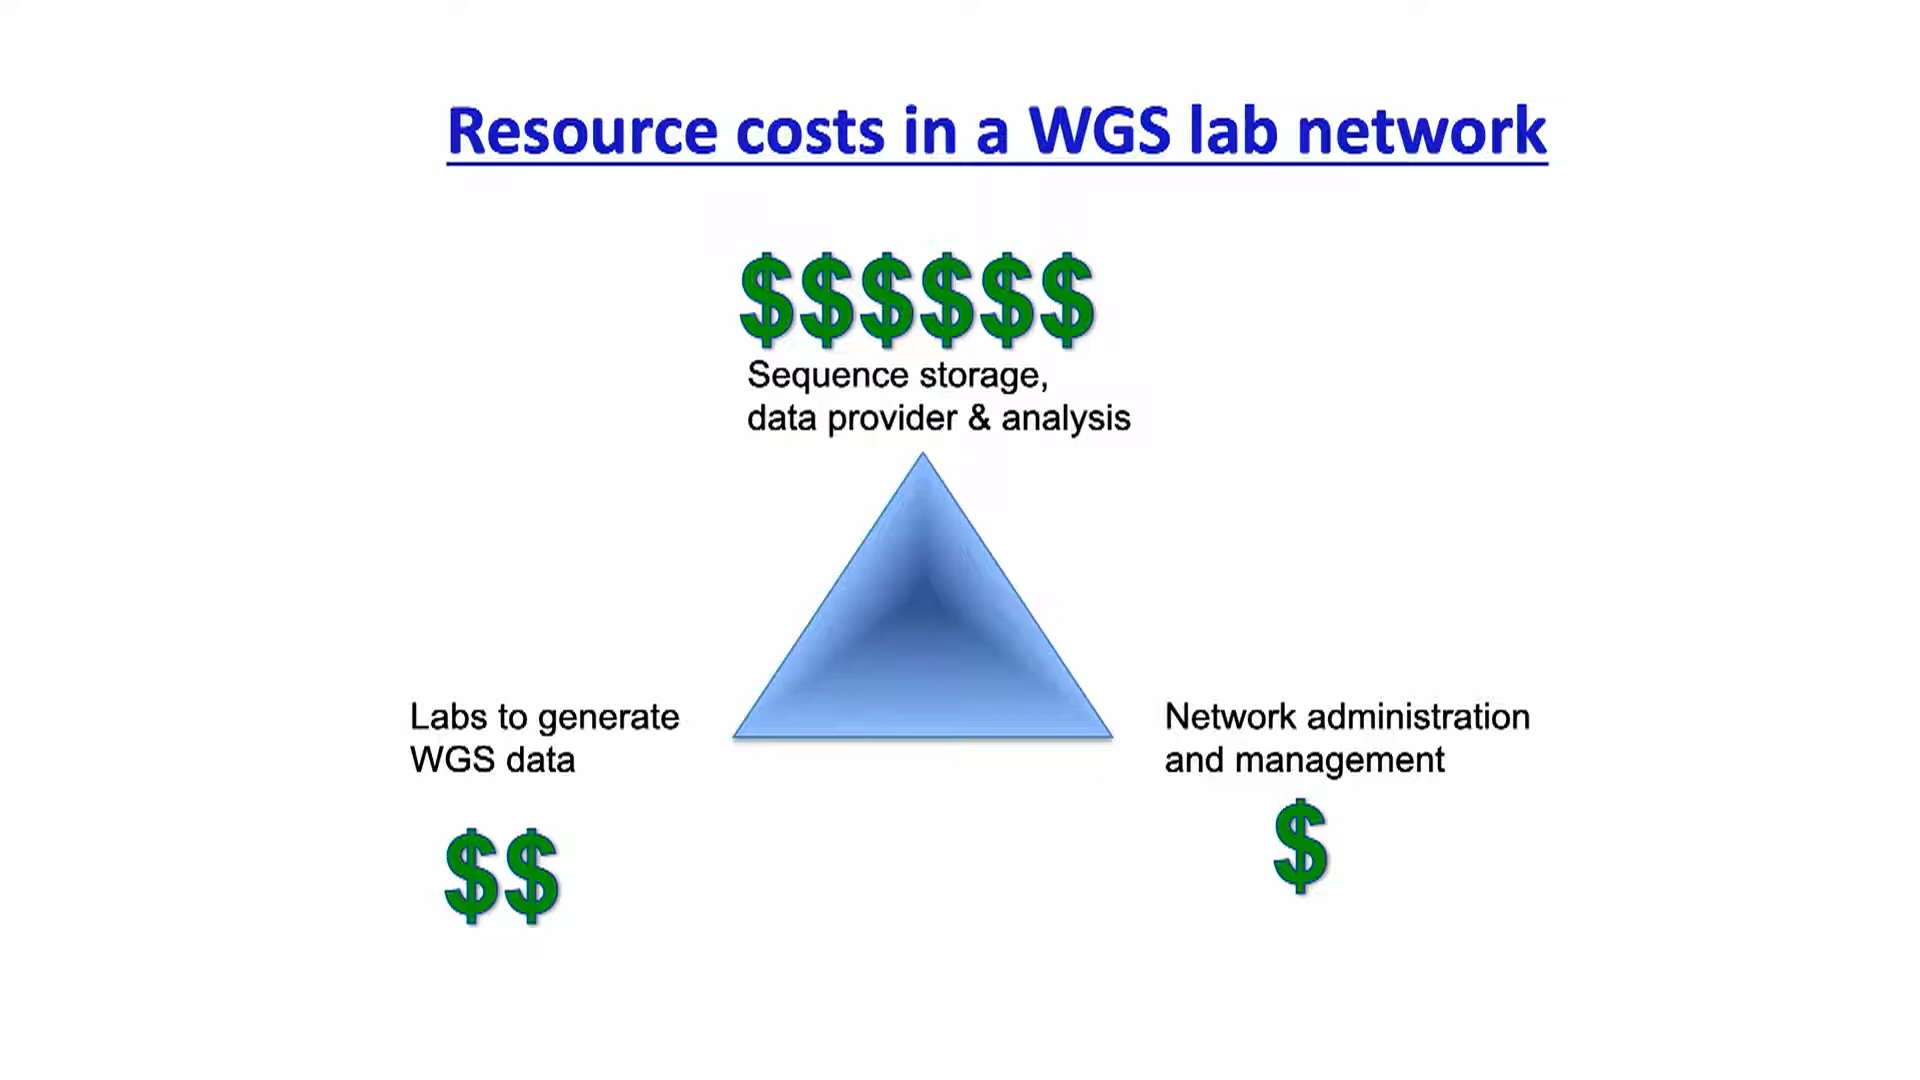 Resource costs in a WGS lab network
$$$$$$
Sequence storage,
data provider & analysis
Labs to generate
WGS data
$$
Network administration
and management
$